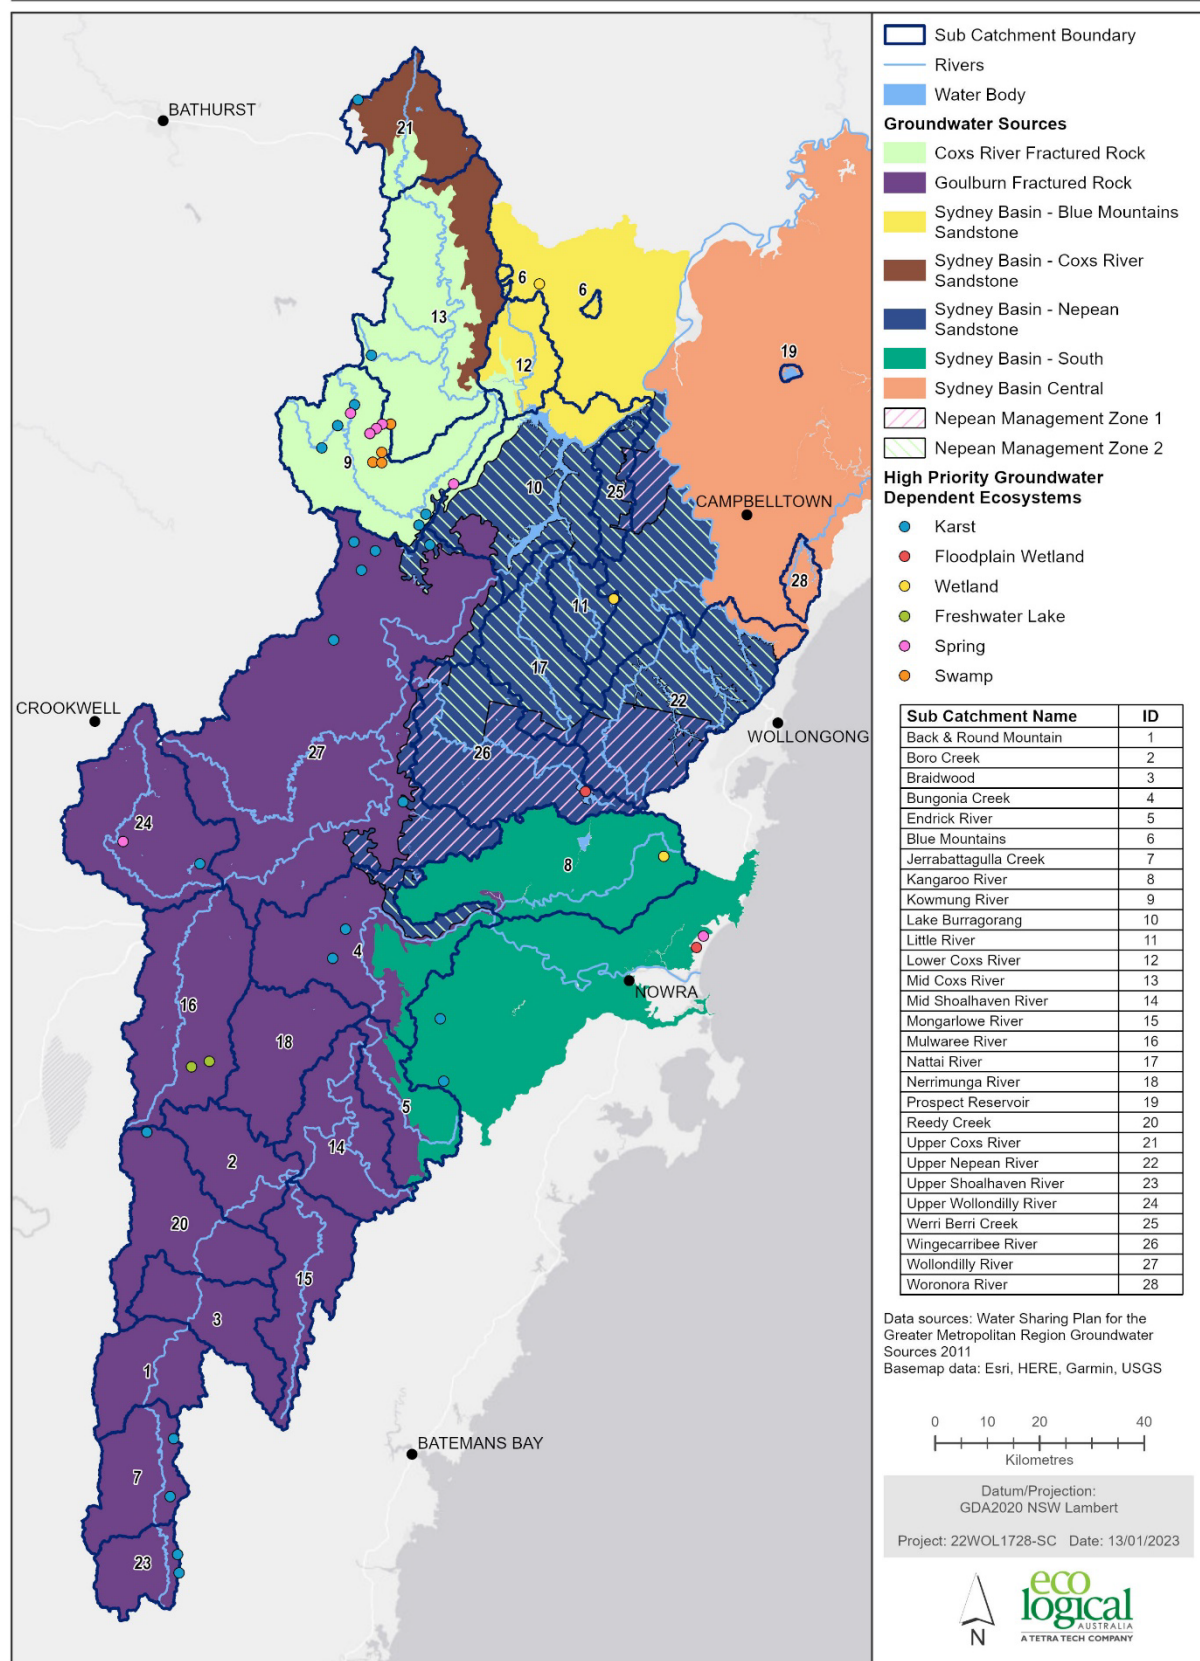 BATHURST
21
6
6
13
19
12
9
10
25
CAMPBELLTOWN
28
11
17
22
CROOKWELL
WOLLONGONG
27
26
24
8
4
NOWRA
16
18
5
14
2
20
15
3
1
BATEMANS BAY
7
23
Sub Catchment Boundary
Rivers
Water Body
Groundwater Sources
Coxs River Fractured Rock
Goulburn Fractured Rock
Sydney Basin - Blue Mountains
Sandstone
Sydney Basin - Coxs River
Sandstone
Sydney Basin - Nepean
Sandstone
Sydney Basin - South
Sydney Basin Central
Nepean Management Zone 1
Nepean Management Zone 2
High Priority Groundwater
Dependent Ecosystems
Karst
Floodplain Wetland
Wetland
Freshwater Lake
Spring
Swamp
Sub Catchment Name ID
Back & Round Mountain 1
Boro Creek 2
Braidwood 3
Bungonia Creek 4
Endrick River 5
Blue Mountains 6
Jerrabattagulla Creek 7
Kangaroo River 8
Kowmung River 9
Lake Burragorang 10
Little River 11
Lower Coxs River 12
Mid Coxs River 13
Mid Shoalhaven River 14
Mongarlowe River 15
Mulwaree River 16
Nattai River 17
Nerrimunga River 18
Prospect Reservoir 19
Reedy Creek 20
Upper Coxs River 21
Upper Nepean River 22
Upper Shoalhaven River 23
Upper Wollondilly River 24
Werri Berri Creek 25
Wingecarribee River 26
Wollondilly River 27
Woronora River 28
Data sources: Water Sharing Plan for the
Greater Metropolitan Region Groundwater
Sources 2011
Basemap data: Esri, HERE, Garmin, USGS
0 10 20 40
Kilometres
Datum/Projection:
GDA2020 NSW Lambert
Project: 22WOL1728-SC Date: 13/01/2023
N
eco
logical
AUSTRALIA
A TETRA TECH COMPANY